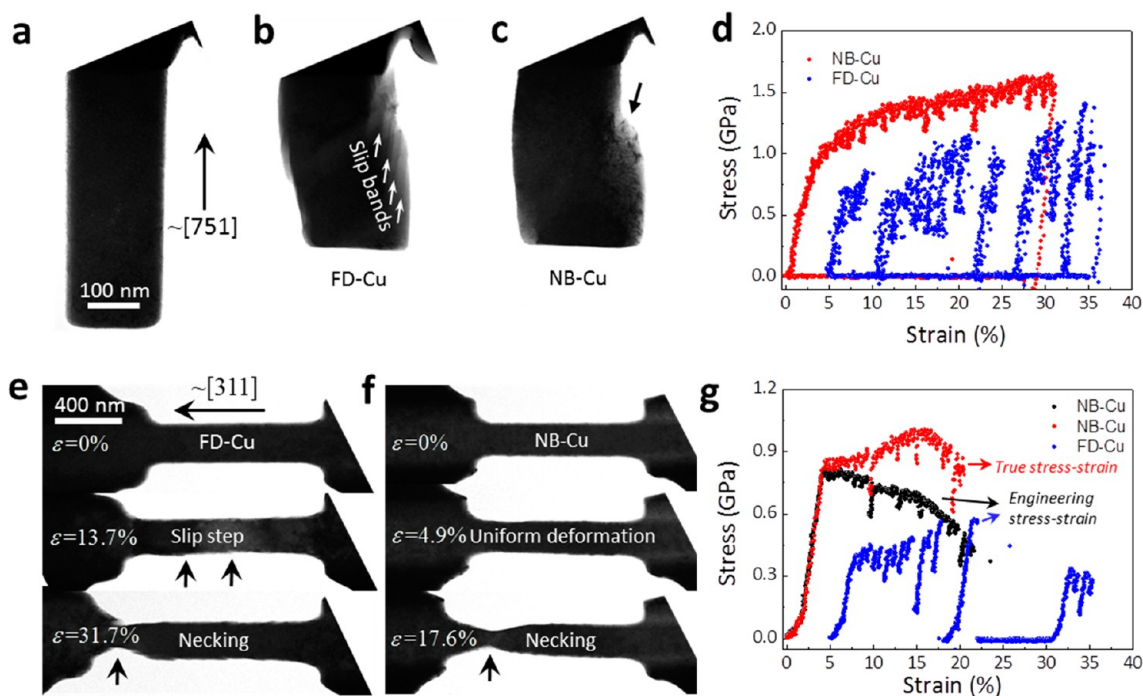 a
b
c
d
~[751]
100 nm
Slip bands
FD-Cu
NB-Cu
NB-Cu
FD-Cu
Stress (GPa)
2.0
1.5
1.0
0.5
0.0
0 5 10 15 20 25 30 35 40
Strain (%)
e
f
g
400 nm
~[311]
ε=0%
FD-Cu
ε=0%
NB-Cu
ε=13.7%
Slip step
ε=4.9%
Uniform deformation
ε=31.7%
Necking
ε=17.6%
Necking
NB-Cu
NB-Cu
FD-Cu
True stress-strain
Engineering
stress-strain
Stress (GPa)
1.2
0.9
0.6
0.3
0.0
0 5 10 15 20 25 30 35 40
Strain (%)